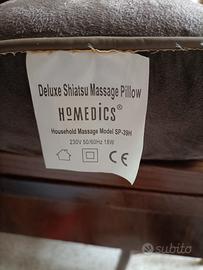 Deluxe Shiatsu Massage Pillow
HoMEDICS®
Household Massage Model SP-39H
230V 50/60Hz 18W
CE
subito